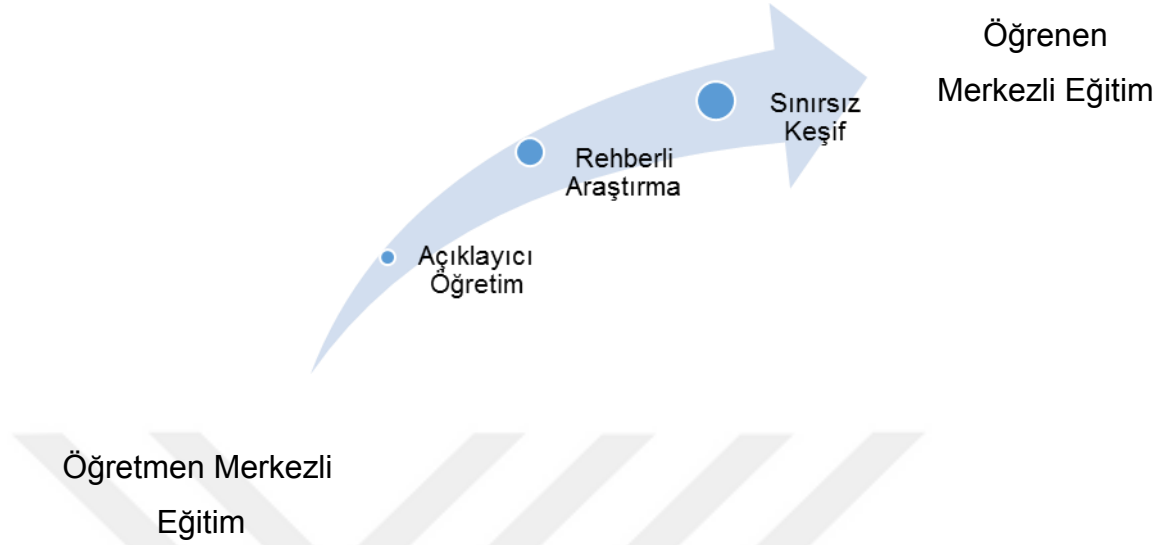 Öğrenen
Merkezli Eğitim
Sınırsız
Keşif
Rehberli
Araştırma
Açıklayıcı
Öğretim
Öğretmen Merkezli
Eğitim